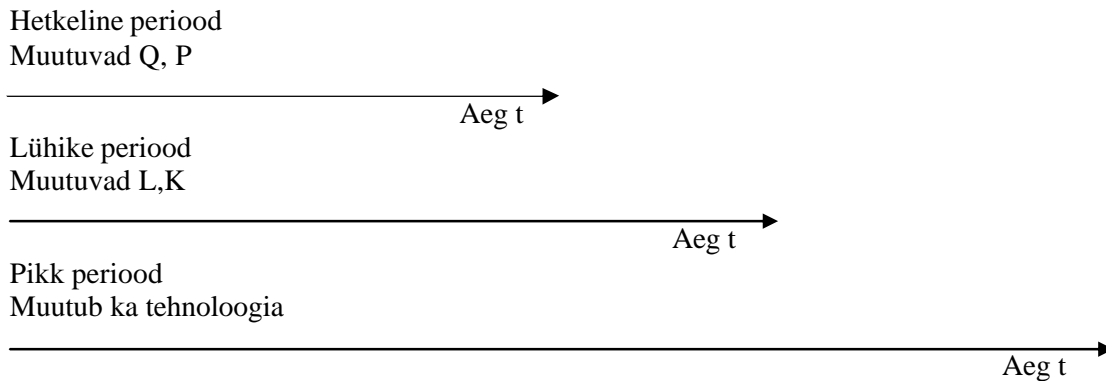 Hetkeline periood
Muutuvad Q, P
Aeg t
Lühike periood
Muutuvad L,K
Aeg t
Pikk periood
Muutub ka tehnoloogia
Aeg t